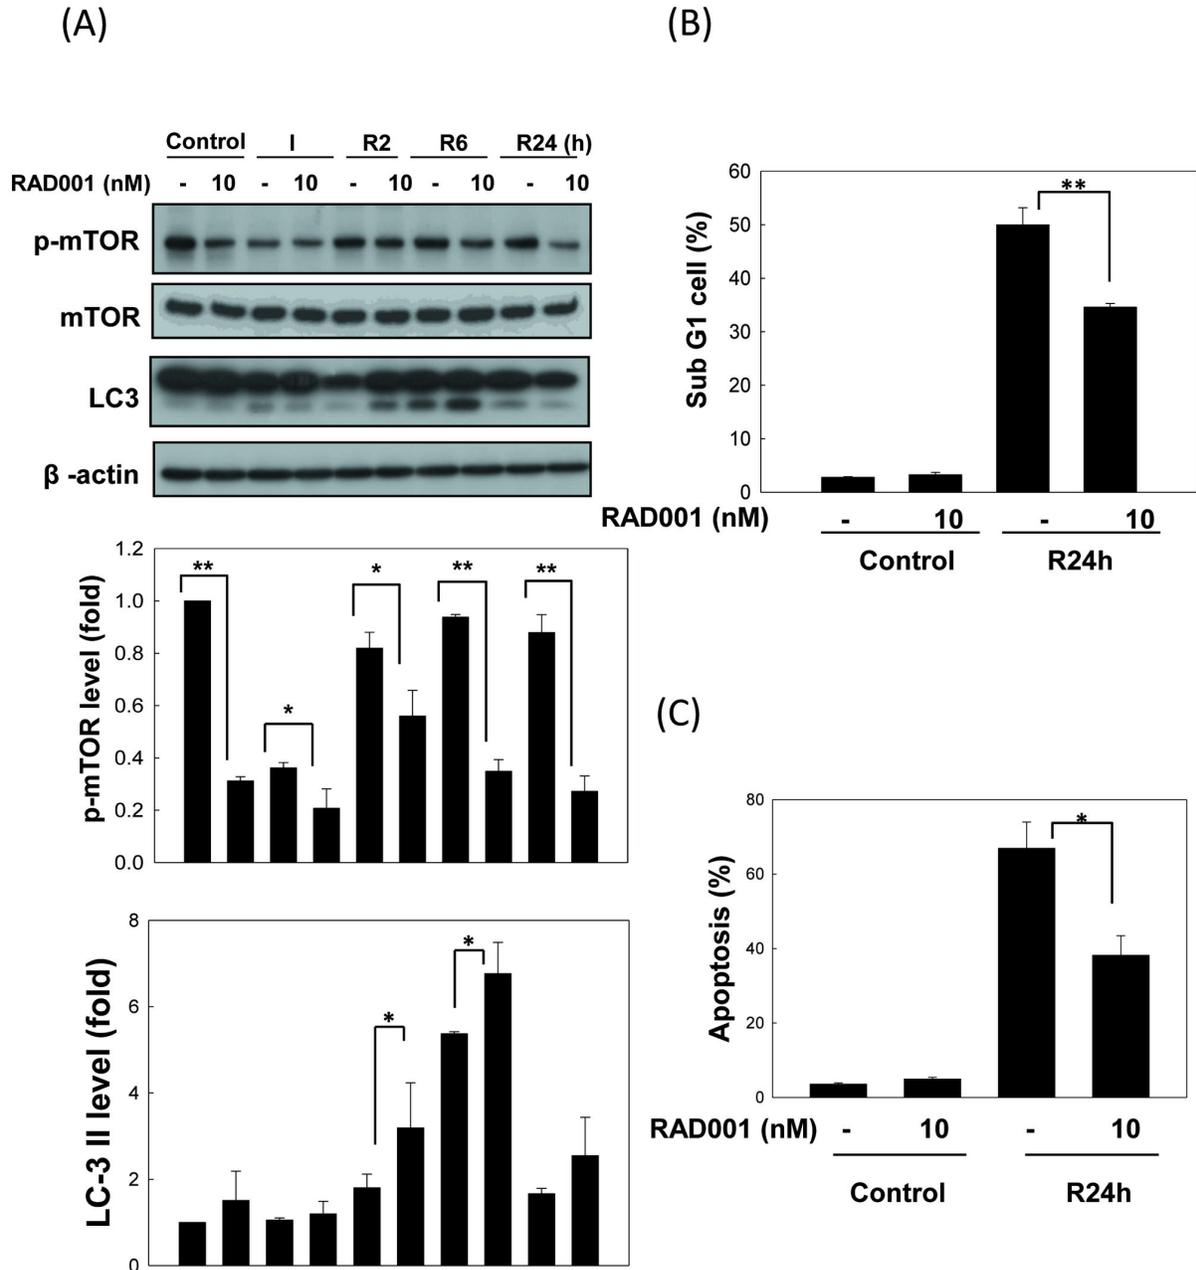 (A)
Control I R2 R6 R24 (h)
RAD001 (nM) - 10 - 10 - 10 - 10 - 10
p-mTOR
mTOR
LC3
β -actin
p-mTOR level (fold)
1.2
1.0
0.8
0.6
0.4
0.2
0.0
** * * ** **
LC-3 II level (fold)
8
6
4
2
0
* *
(B)
Sub G1 cell (%)
60
50
40
30
20
10
0
**
RAD001 (nM) - 10 - 10
Control R24h
(C)
Apoptosis (%)
80
60
40
20
0
*
RAD001 (nM) - 10 - 10
Control R24h